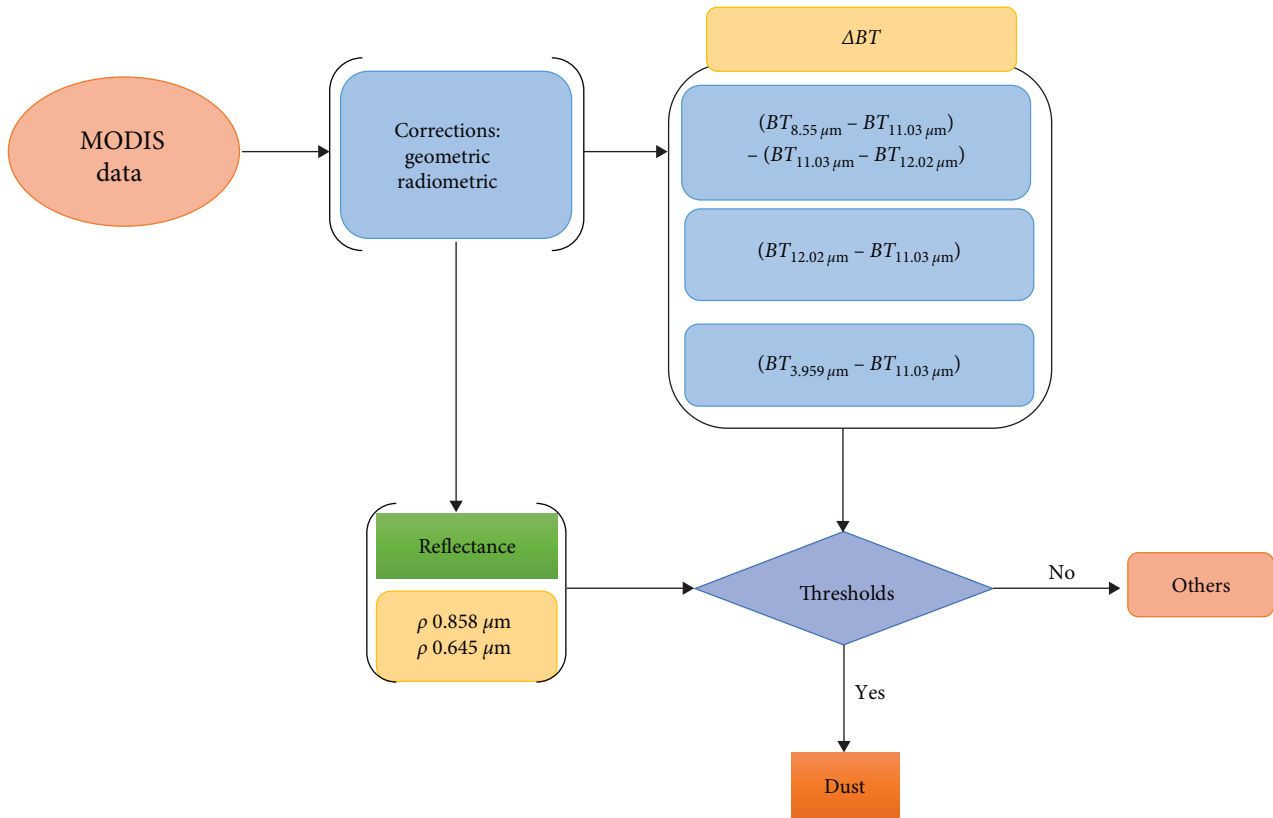 MODIS
data
Corrections:
geometric
radiometric
ΔBT
(BT8.55 μm – BT11.03 μm)
– (BT11.03 μm – BT12.02 μm)
(BT12.02 μm – BT11.03 μm)
(BT3.959 μm – BT11.03 μm)
Reflectance
ρ 0.858 μm
ρ 0.645 μm
Thresholds
No
Others
Yes
Dust